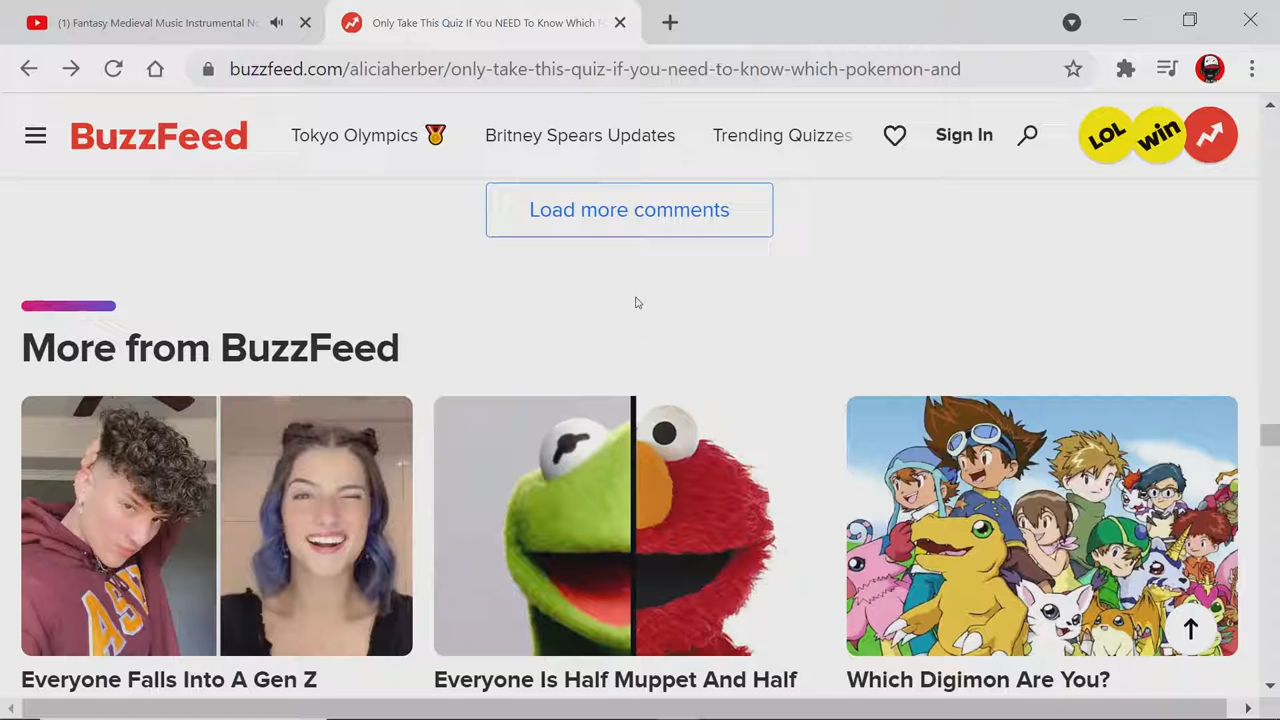 (1) Fantasy Medieval Music Instrumental
Only Take This Quiz If You NEED To Know Which
buzzfeed.com/aliciaherber/only-take-this-quiz-if-you-need-to-know-which-pokemon-and
BuzzFeed
Tokyo Olympics
Britney Spears Updates
Trending Quizzes
Sign In
LOL
win
Load more comments
More from BuzzFeed
ASU
Everyone Falls Into A Gen Z
Everyone Is Half Muppet And Half
Which Digimon Are You?